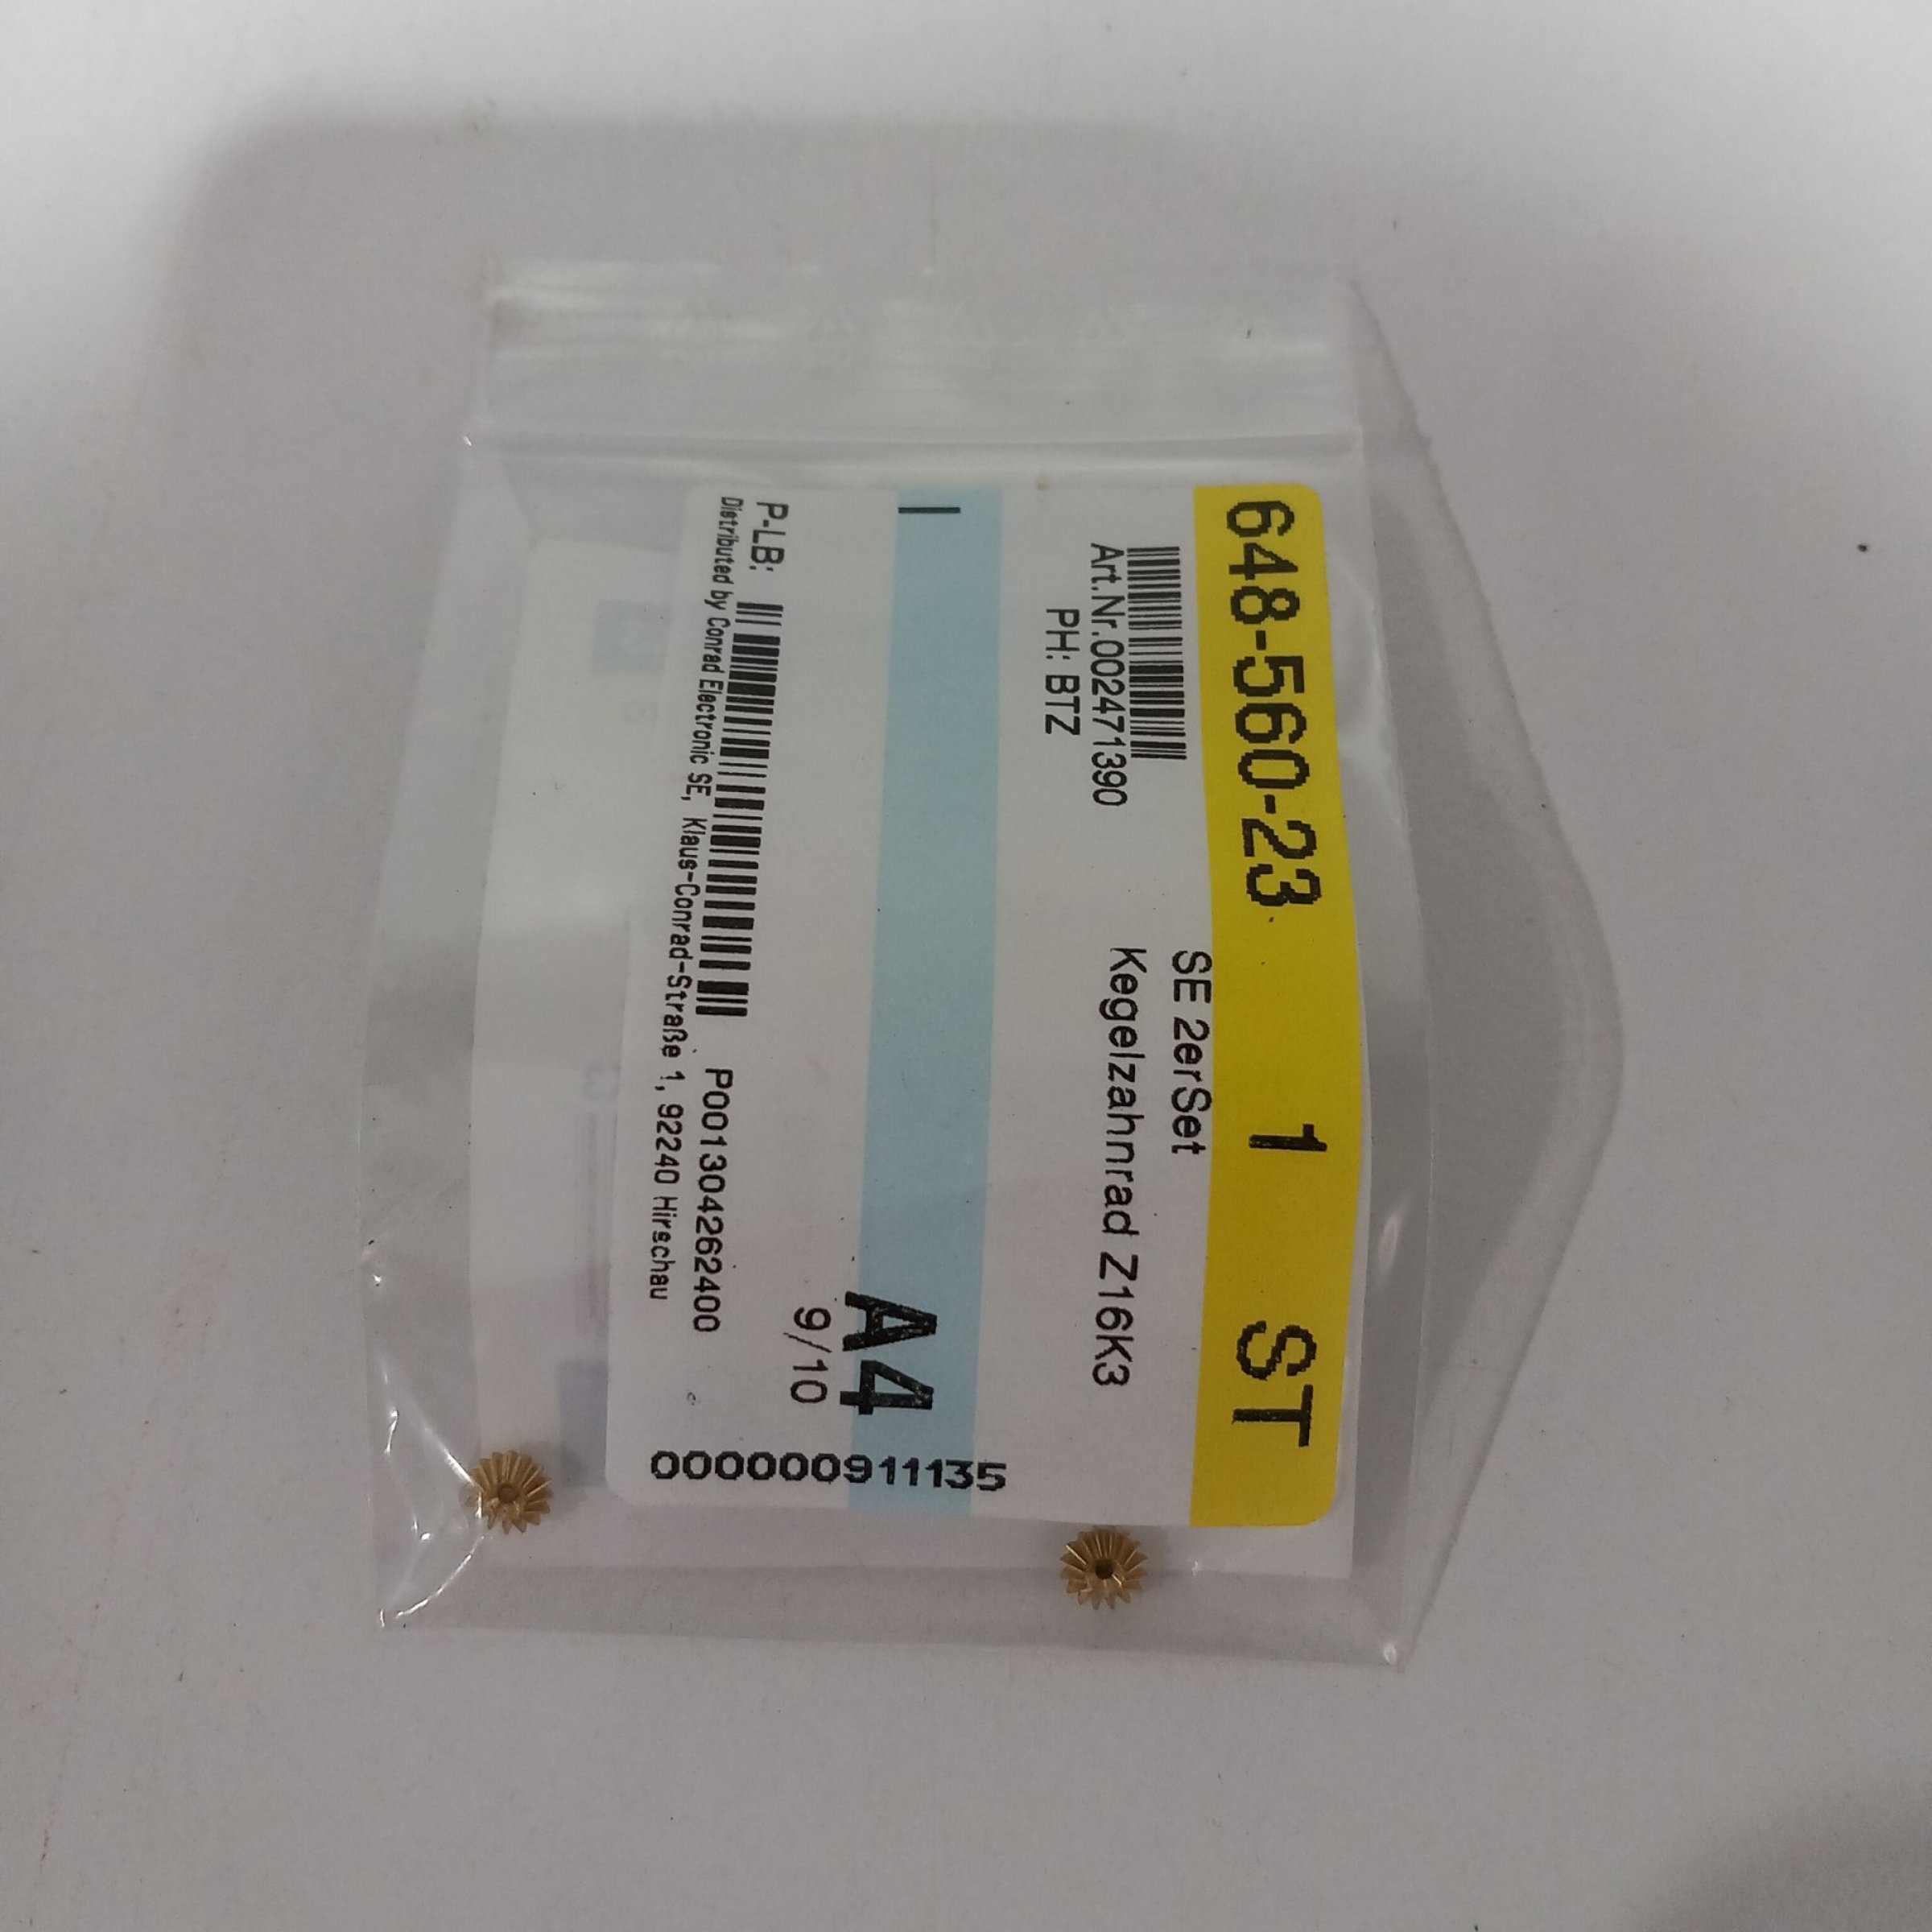 648-560-23 1 ST
SE 2erSet
Art.Nr.002471390 Kegelzahnrad Z16K3
PH: BTZ
A4
9/10
P-LB: P001304262400
Distributed by Conrad Electronic SE, Klaus-Conrad-Straße 1, 92240 Hirschau
000000911135